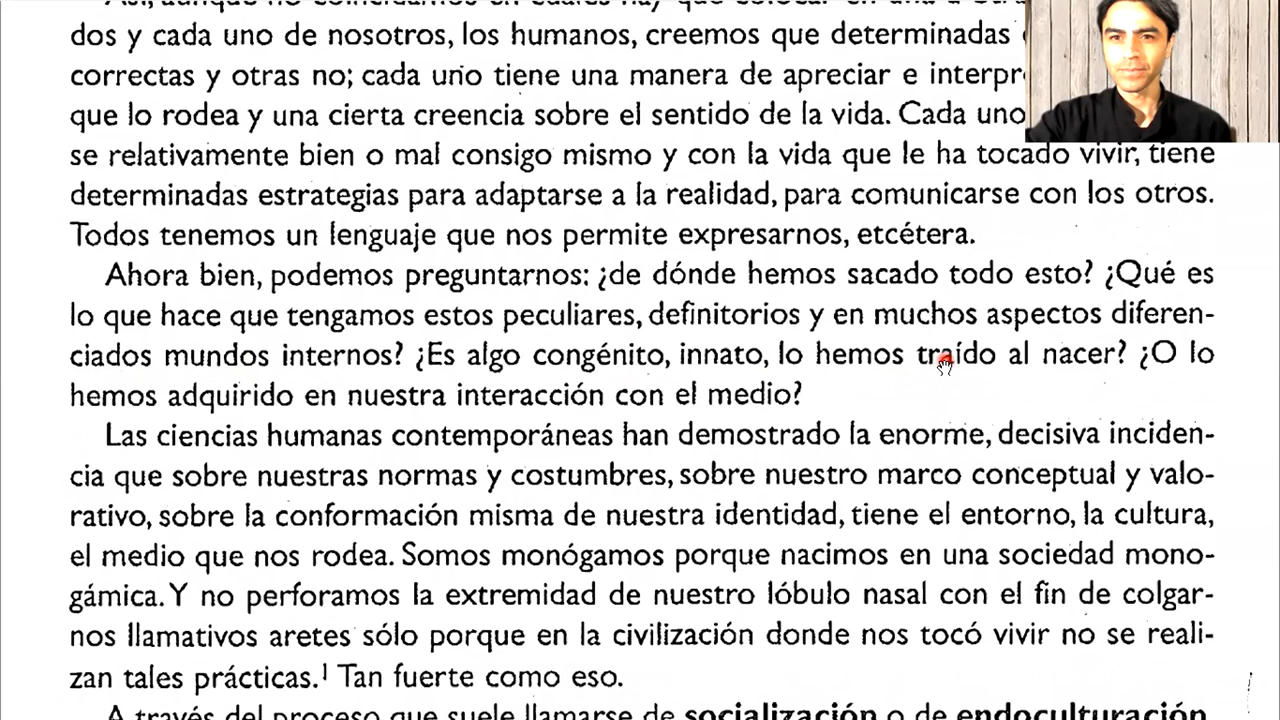 dos y cada uno de nosotros, los humanos, creemos que determinadas
correctas y otras no; cada uno tiene una manera de apreciar e
que lo rodea y una cierta creencia sobre el sentido de la vida. Cada uno
se relativamente bien o mal consigo mismo y con la vida que le ha tocado vivir, tiene
determinadas estrategias para adaptarse a la realidad, para comunicarse con los otros.
Todos tenemos un lenguaje que nos permite expresarnos, etcétera.
Ahora bien, podemos preguntarnos: ¿de dónde hemos sacado todo esto? ¿Qué es
lo que hace que tengamos estos peculiares, definitorios y en muchos aspectos diferen-
ciados mundos internos? ¿Es algo congénito, innato, lo hemos traído al nacer? ¿O lo
hemos adquirido en nuestra interacción con el medio?
Las ciencias humanas contemporáneas han demostrado la enorme, decisiva inciden-
cia que sobre nuestras normas y costumbres, sobre nuestro marco conceptual y valo-
rativo, sobre la conformación misma de nuestra identidad, tiene el entorno, la cultura,
el medio que nos rodea. Somos monógamos porque nacimos en una sociedad mono-
gámica. Y no perforamos la extremidad de nuestro lóbulo nasal con el fin de colgar-
nos llamativos aretes sólo porque en la civilización donde nos tocó vivir no se reali-
zan tales prácticas.¹ Tan fuerte como eso.
A través del proceso que suele llamarse de socialización o de endoculturación